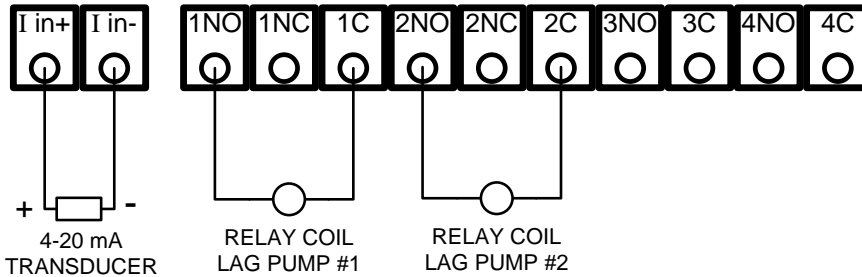 I in+ I in- 1NO 1NC 1C 2NO 2NC 2C 3NO 3C 4NO 4C
+ -
4-20 mA
TRANSDUCER
RELAY COIL
LAG PUMP #1
RELAY COIL
LAG PUMP #2